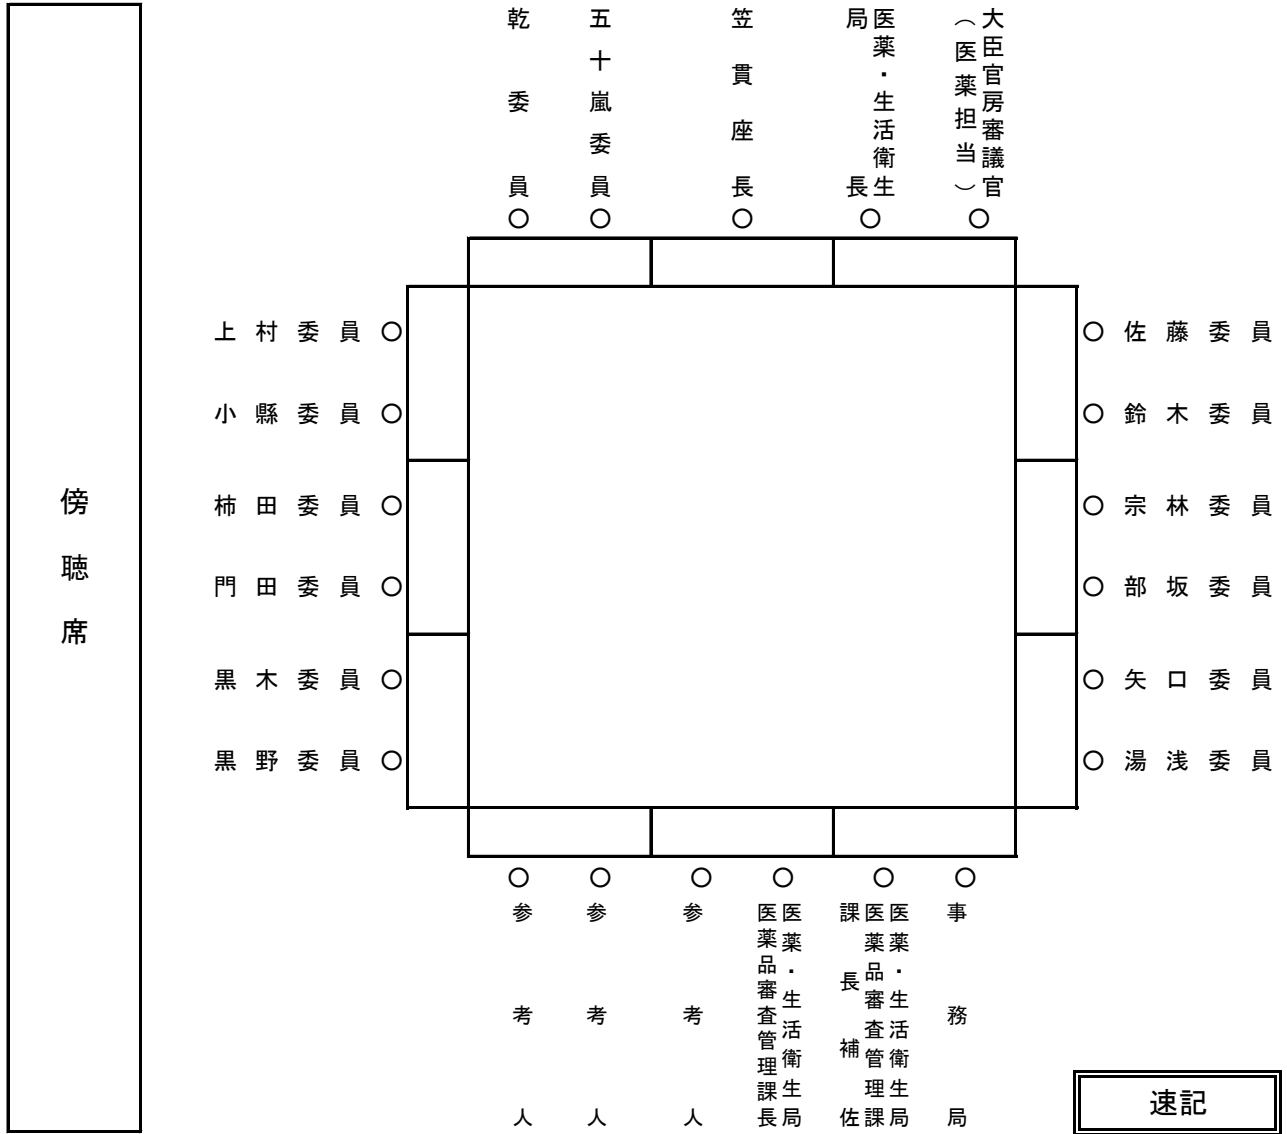 大臣官房審議官
（医薬担当）
医薬・生活衛生
局長
笠貫座長
五十嵐委員
乾委員
上村委員
小縣委員
柿田委員
門田委員
黒木委員
黒野委員
佐藤委員
鈴木委員
宗林委員
部坂委員
矢口委員
湯浅委員
事務局
医薬・生活衛生局
医薬品審査管理課
課長補佐
医薬・生活衛生局
医薬品審査管理課長
参考人
参考人
参考人
傍聴席
速記